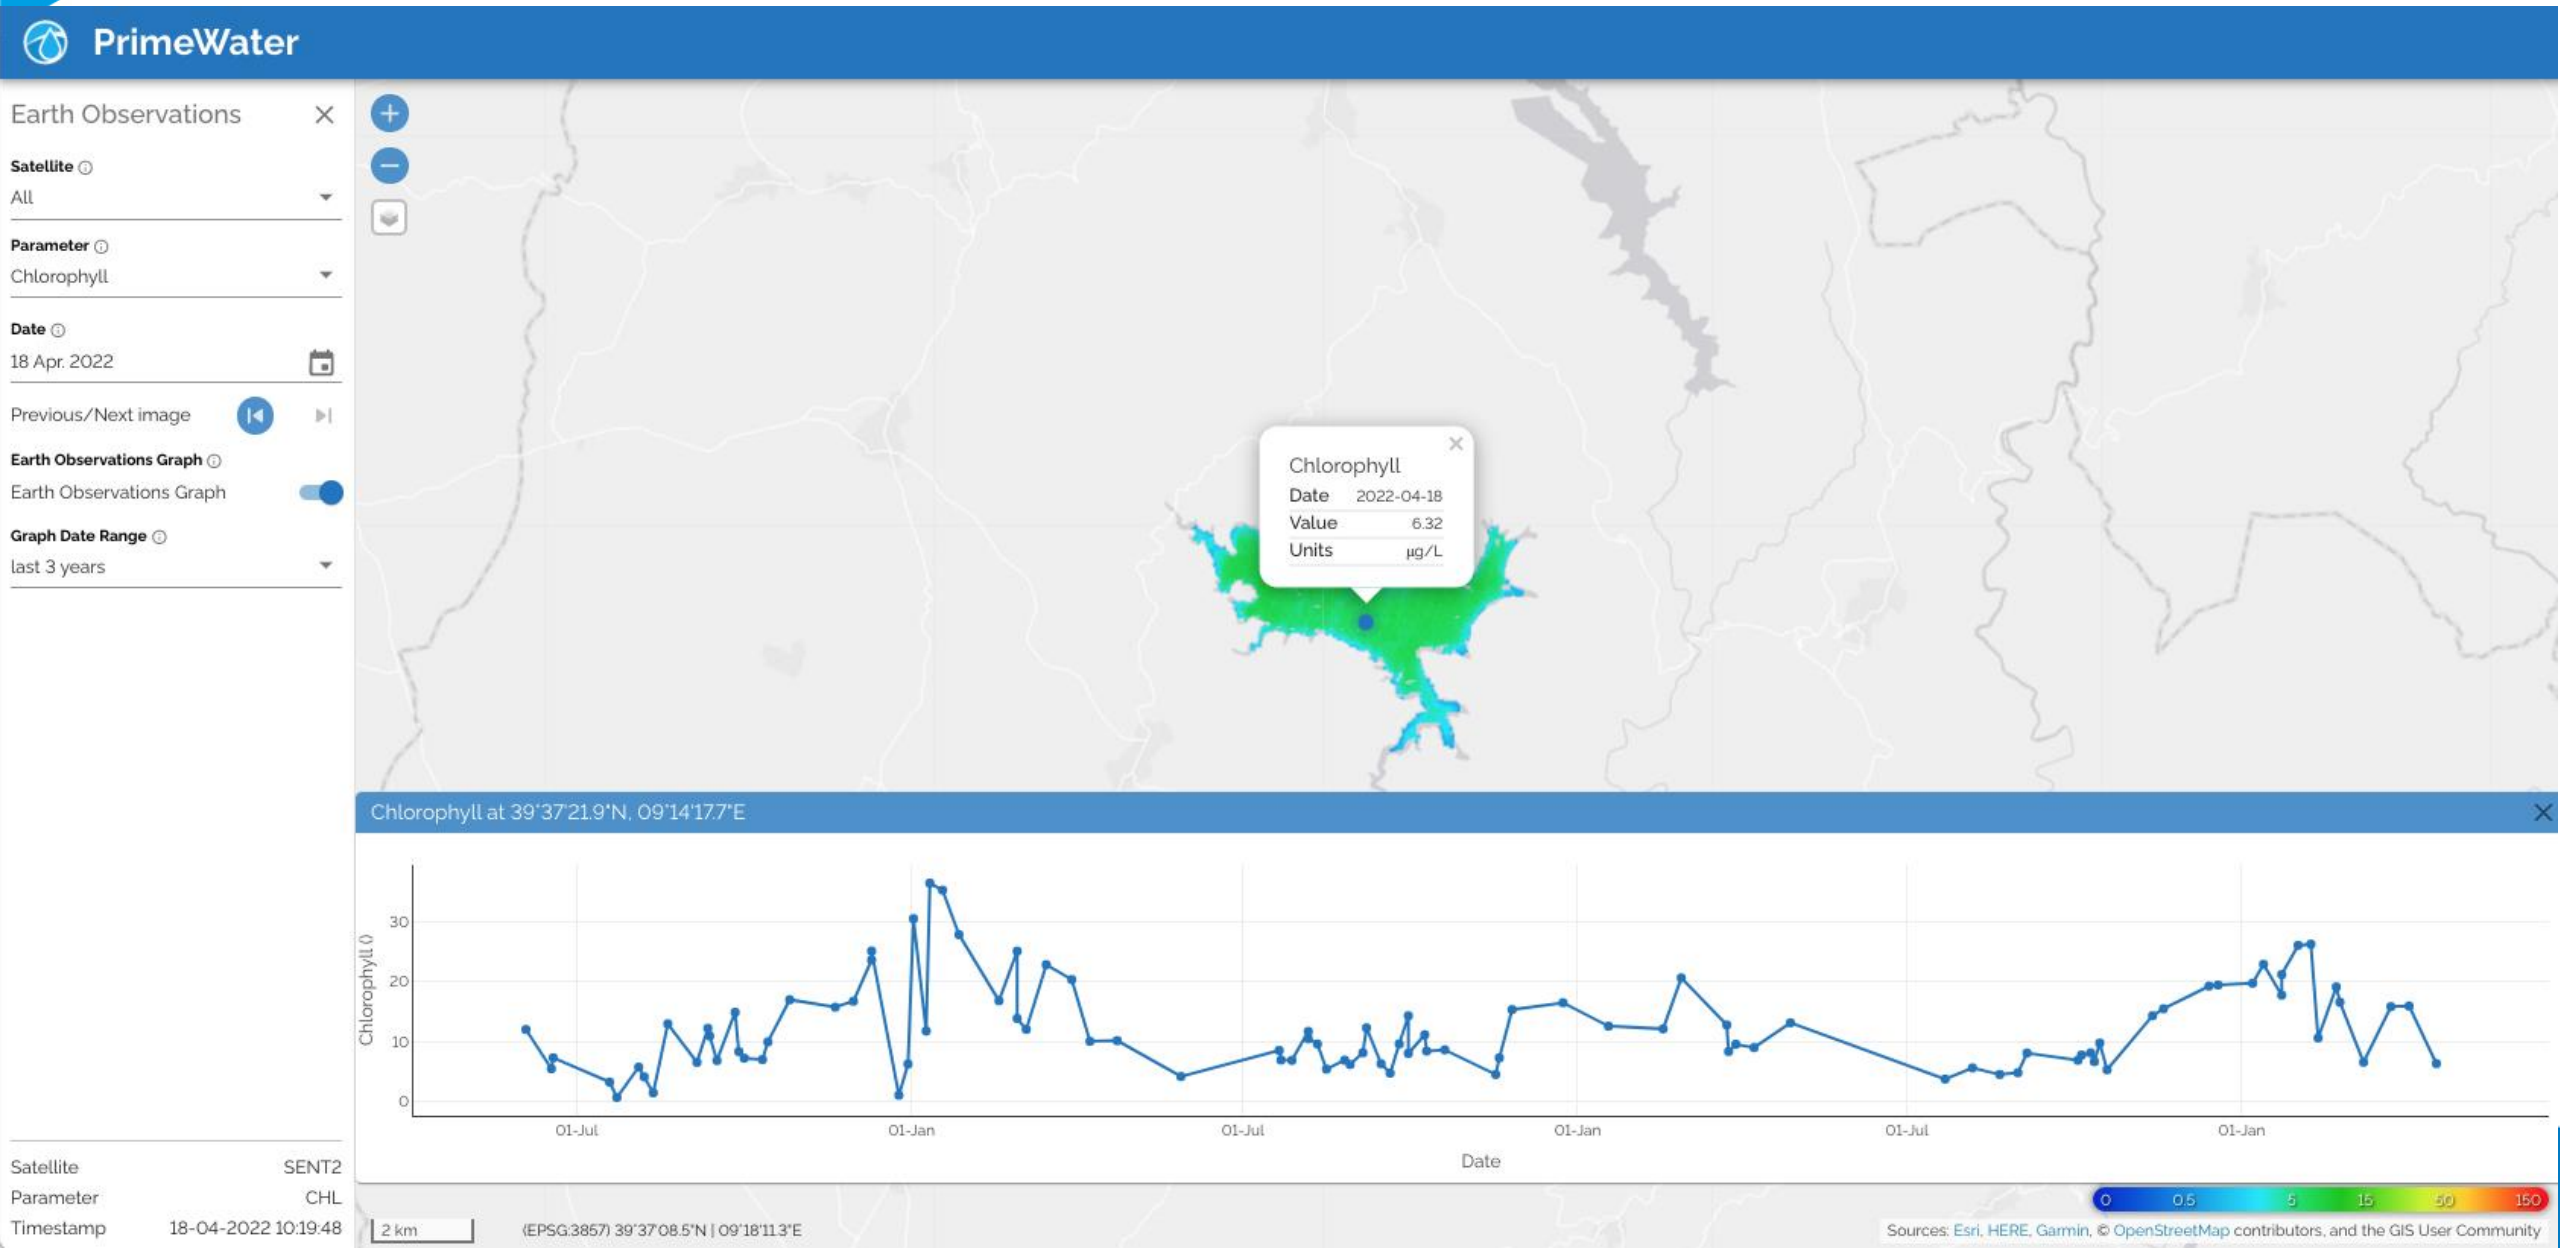 PrimeWater
Earth Observations
Satellite
All
Parameter
Chlorophyll
Date
18 Apr. 2022
Previous/Next image
Earth Observations Graph
Earth Observations Graph
Graph Date Range
last 3 years
Satellite SENT2
Parameter CHL
Timestamp 18-04-2022 10:19:48
Chlorophyll
Date 2022-04-18
Value 6.32
Units µg/L
Chlorophyll at 39°37'21.9"N, 09°14'17.7"E
Chlorophyll ()
30
20
10
0
01-Jul 01-Jan 01-Jul 01-Jan 01-Jul 01-Jan
Date
0 0.5 5 15 50 150
2 km
(EPSG:3857) 39°37'08.5"N | 09°18'11.3"E
Sources: Esri, HERE, Garmin, © OpenStreetMap contributors, and the GIS User Community